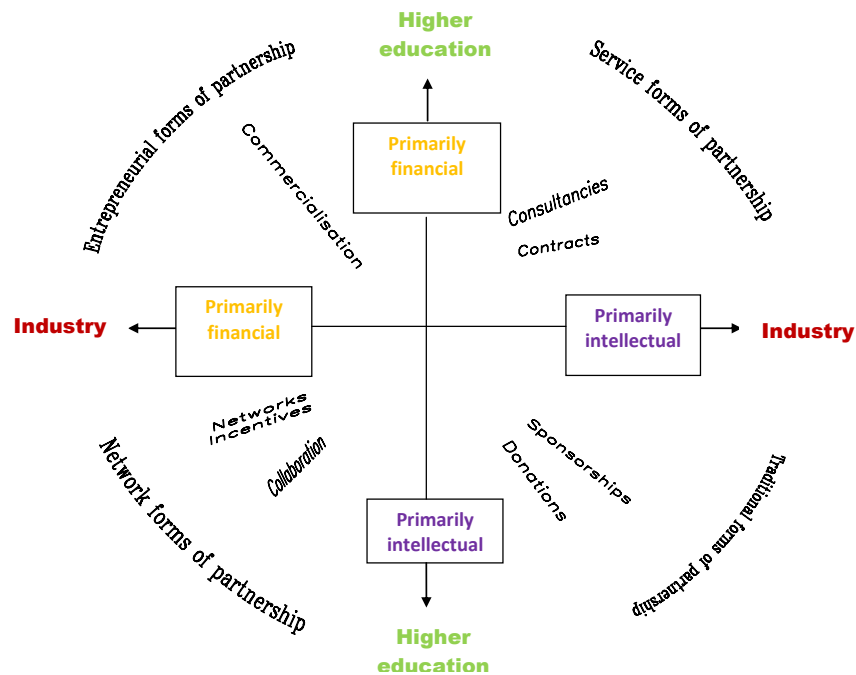 Higher
education
Entrepreneurial forms of partnership
Service forms of partnership
Commercialisation
Primarily
financial
Consultancies
Contracts
Industry
Primarily
financial
Primarily
intellectual
Industry
Networks
Incentives
Collaboration
Sponsorships
Donations
Network forms of partnership
Traditional forms of partnership
Primarily
intellectual
Higher
education